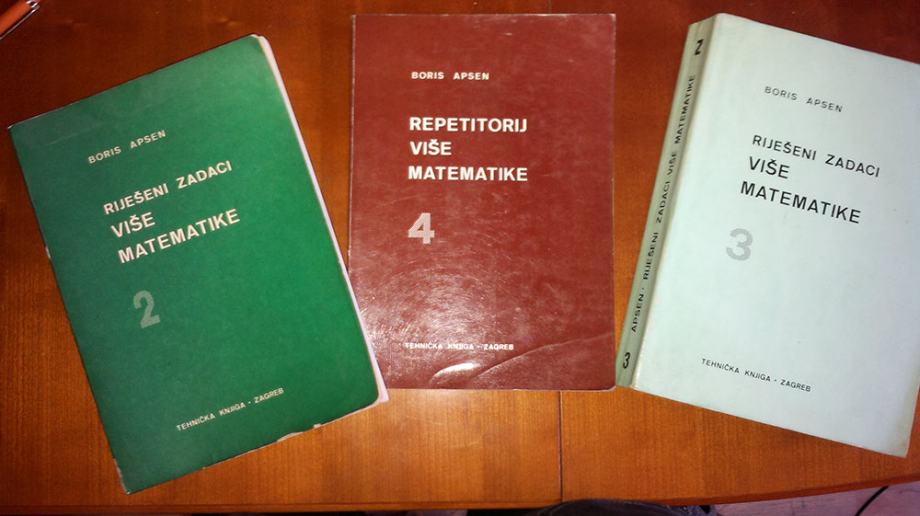 BORIS APSEN
RIJEŠENI ZADACI
VIŠE
MATEMATIKE
2
TEHNIČKA KNJIGA - ZAGREB
BORIS APSEN
REPETITORIJ
VIŠE
MATEMATIKE
4
TEHNIČKA KNJIGA - ZAGREB
3 APSEN · RIJEŠENI ZADACI VIŠE MATEMATIKE Z
BORIS APSEN
RIJEŠENI ZADACI
VIŠE
MATEMATIKE
3
TEHNIČKA KNJIGA - ZAGREB